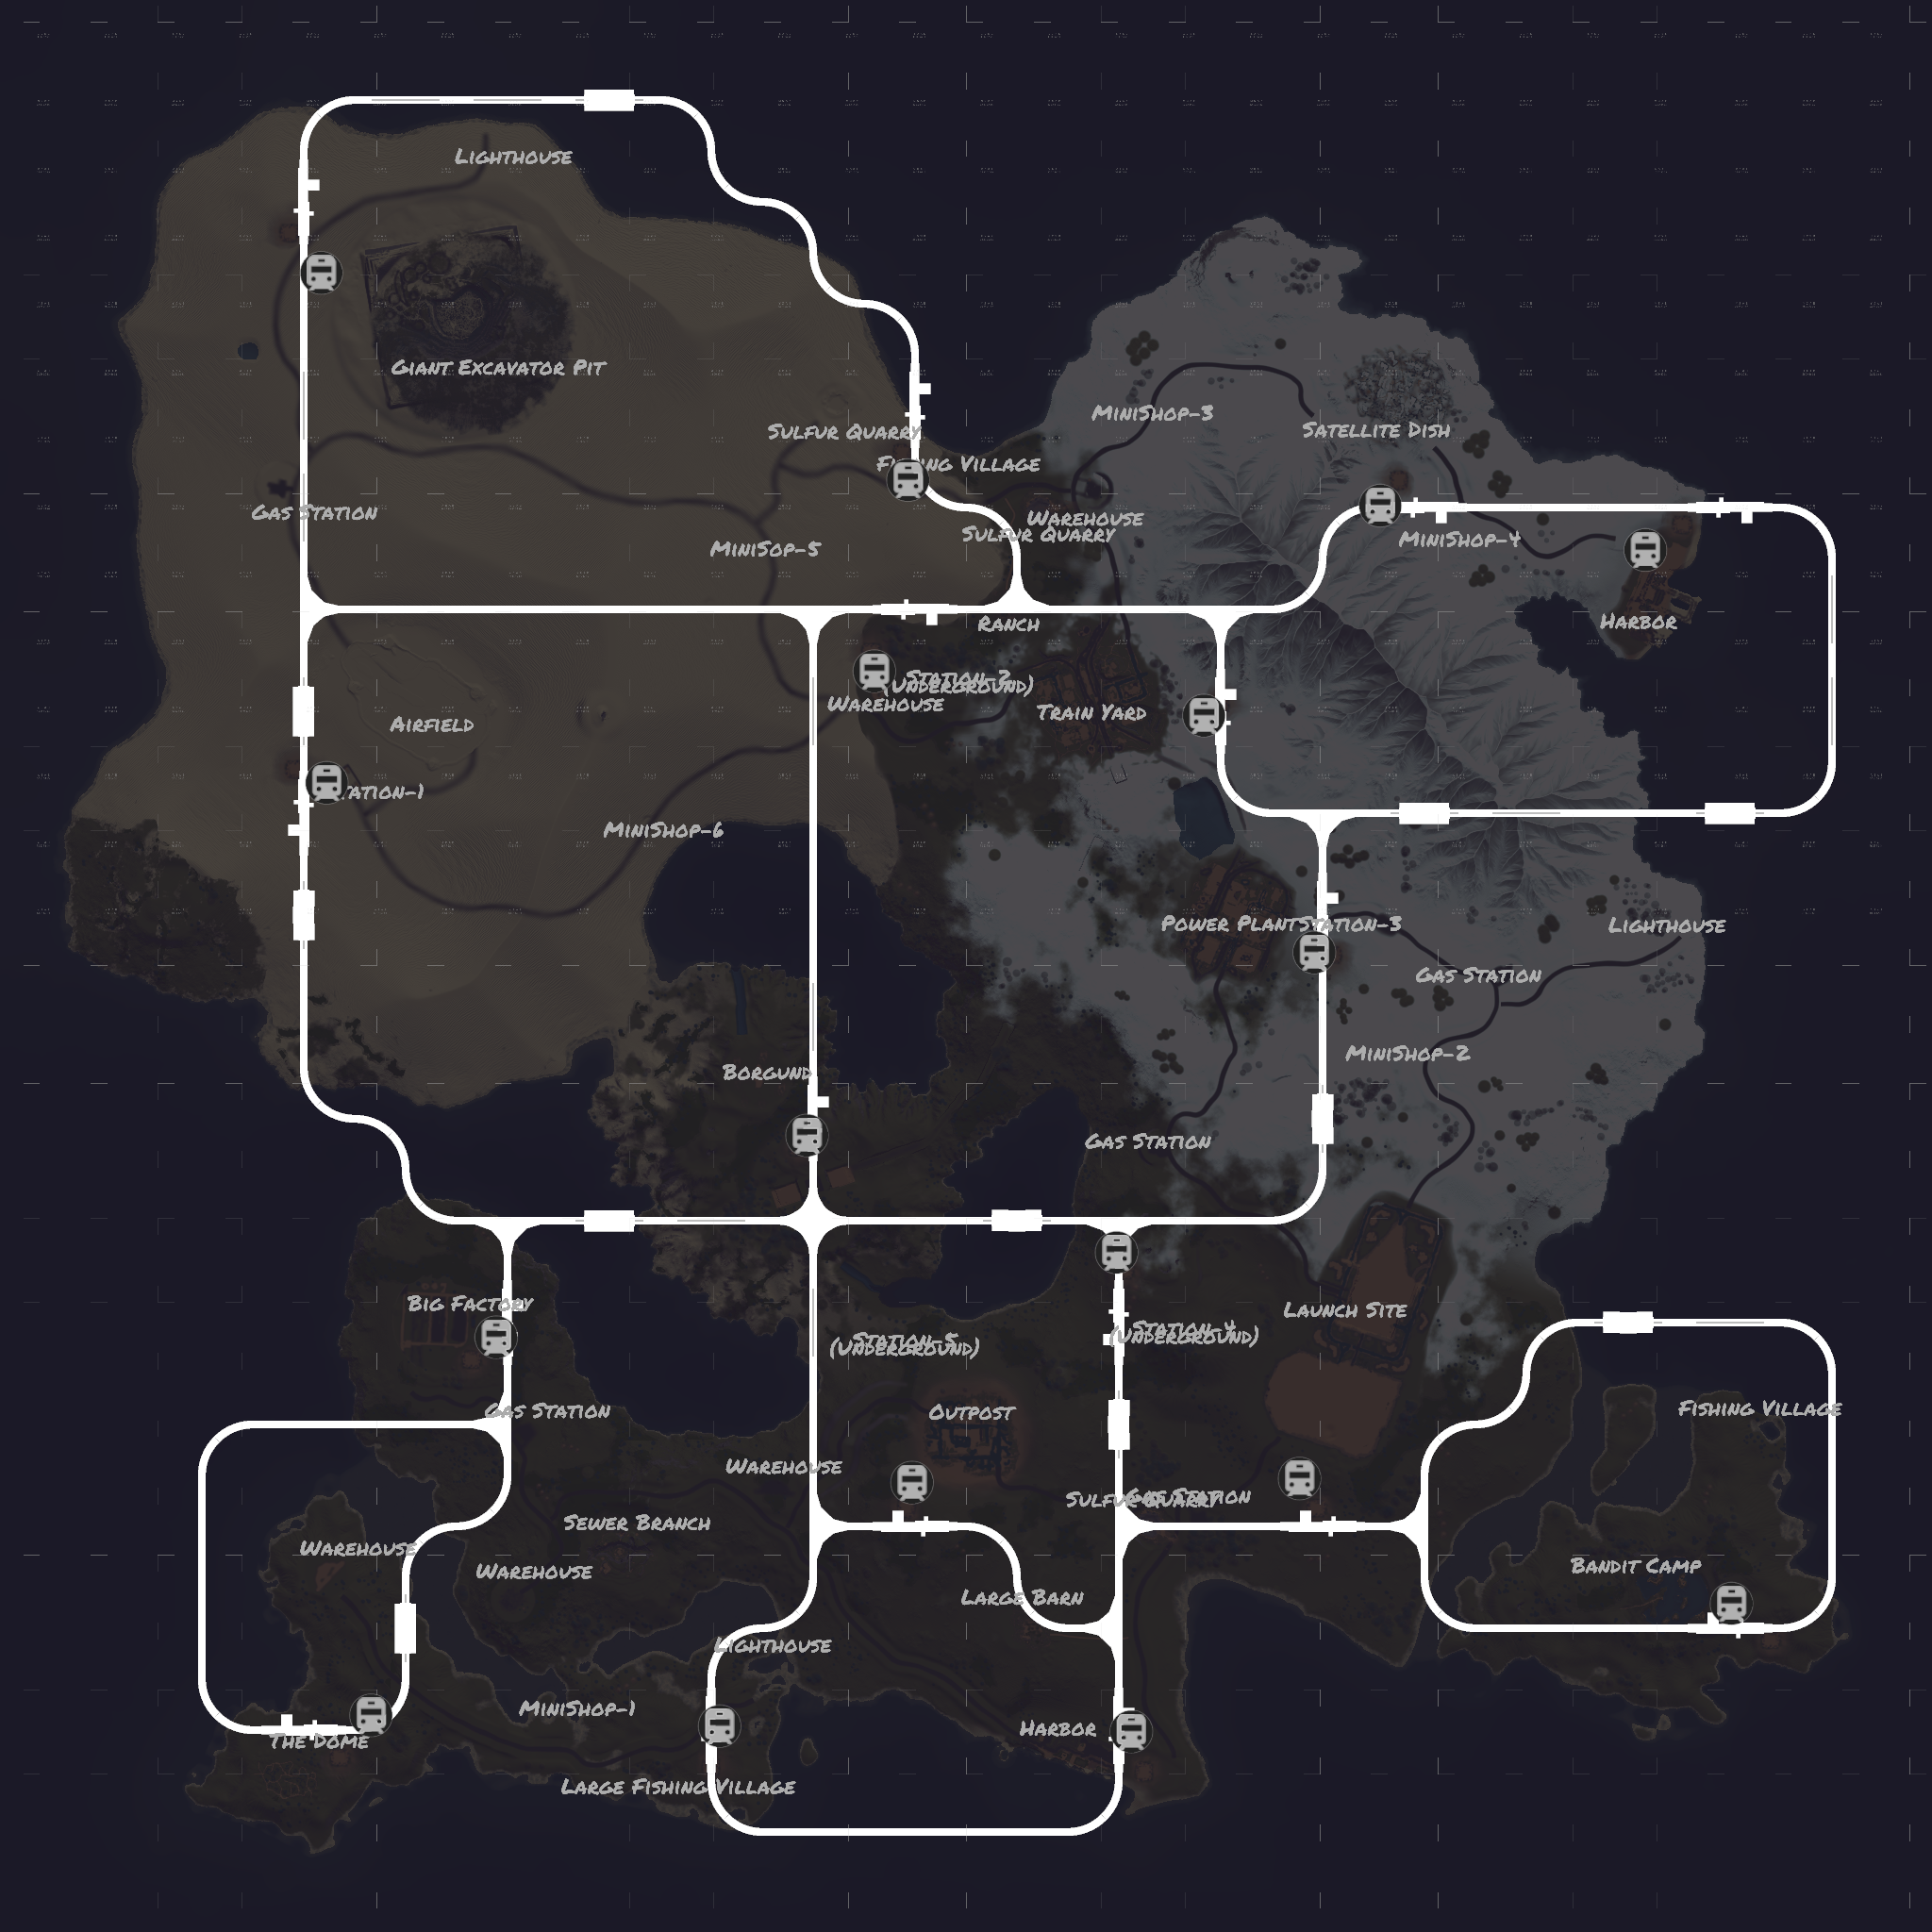 Lighthouse
Giant Excavator Pit
MiniShop-3
Sulfur Quarry
Satellite Dish
Fishing Village
Gas Station
Warehouse
Sulfur Quarry
MiniShop-4
MiniSop-5
Ranch
Harbor
Station-2
(Underground)
Warehouse
Train Yard
Airfield
Station-1
MiniShop-6
Power Plant
Station-3
Lighthouse
Gas Station
MiniShop-2
Borgund
Gas Station
Big Factory
Launch Site
Station-5
(Underground)
Station-4
(Underground)
Gas Station
Outpost
Fishing Village
Warehouse
Sulfur Quarry
Gas Station
Sewer Branch
Warehouse
Warehouse
Bandit Camp
Large Barn
Lighthouse
MiniShop-1
Harbor
The Dome
Large Fishing Village